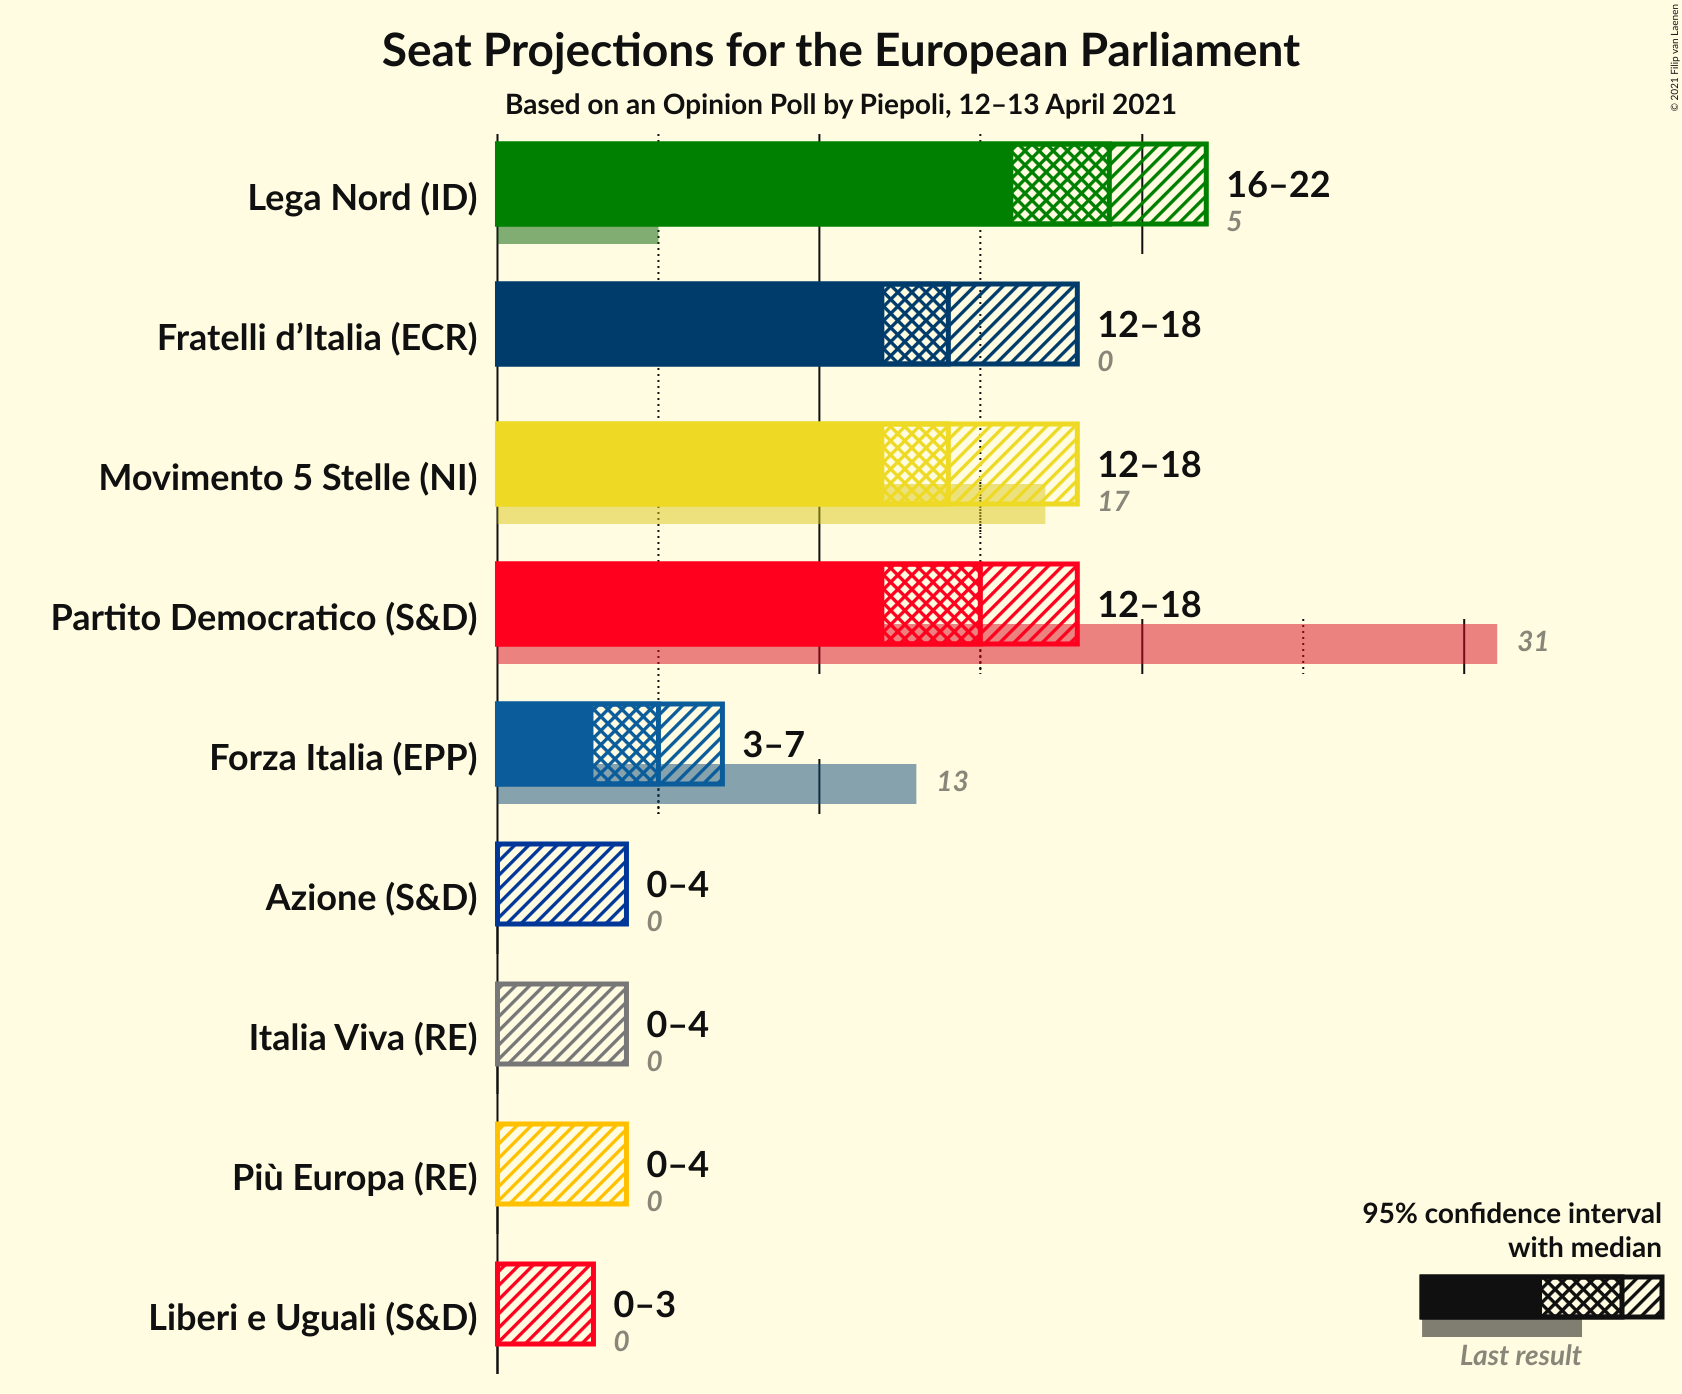 Seat Projections for the European Parliament
Based on an Opinion Poll by Piepoli, 12–13 April 2021
© 2021 Filip van Laenen
Lega Nord (ID)
16–22
5
Fratelli d’Italia (ECR)
12–18
0
Movimento 5 Stelle (NI)
12–18
17
Partito Democratico (S&D)
12–18
31
Forza Italia (EPP)
3–7
13
Azione (S&D)
0–4
0
Italia Viva (RE)
0–4
0
Più Europa (RE)
0–4
0
Liberi e Uguali (S&D)
0–3
0
95% confidence interval
with median
Last result